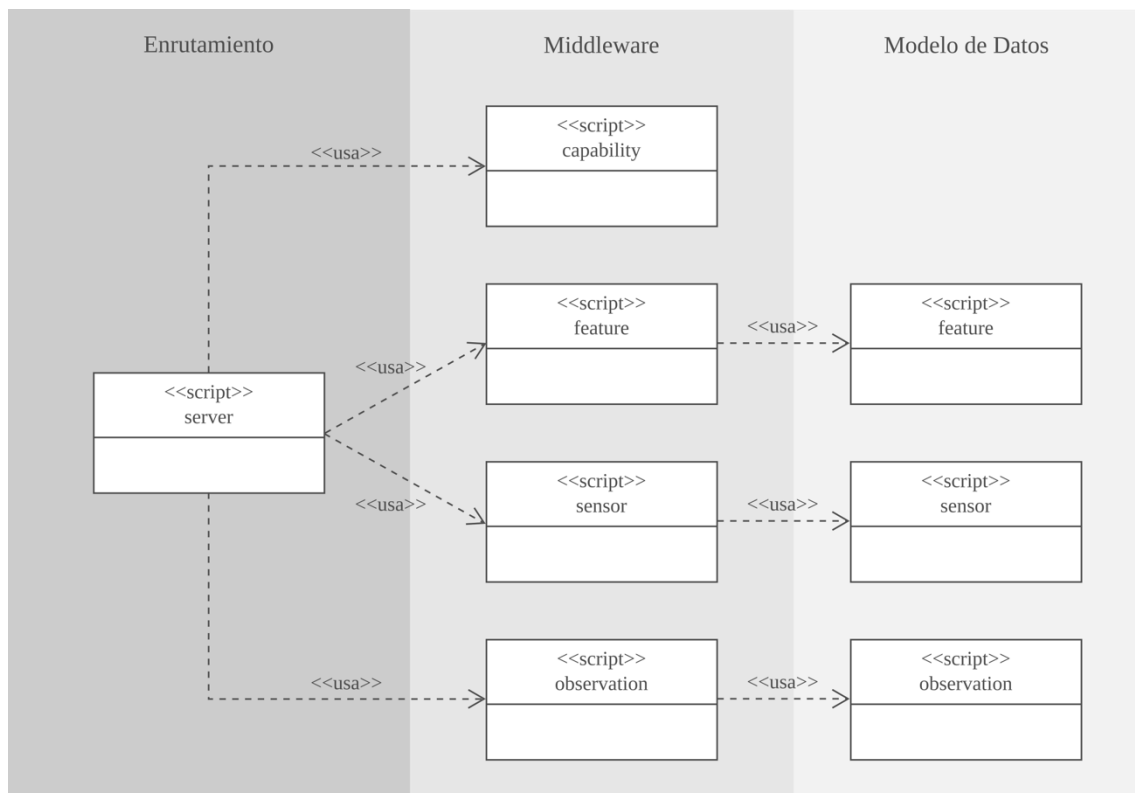 Enrutamiento
Middleware
Modelo de Datos
<<script>>
capability
<<usa>>
<<script>>
feature
<<usa>>
<<script>>
feature
<<usa>>
<<script>>
server
<<usa>>
<<script>>
sensor
<<usa>>
<<script>>
sensor
<<usa>>
<<script>>
observation
<<usa>>
<<script>>
observation